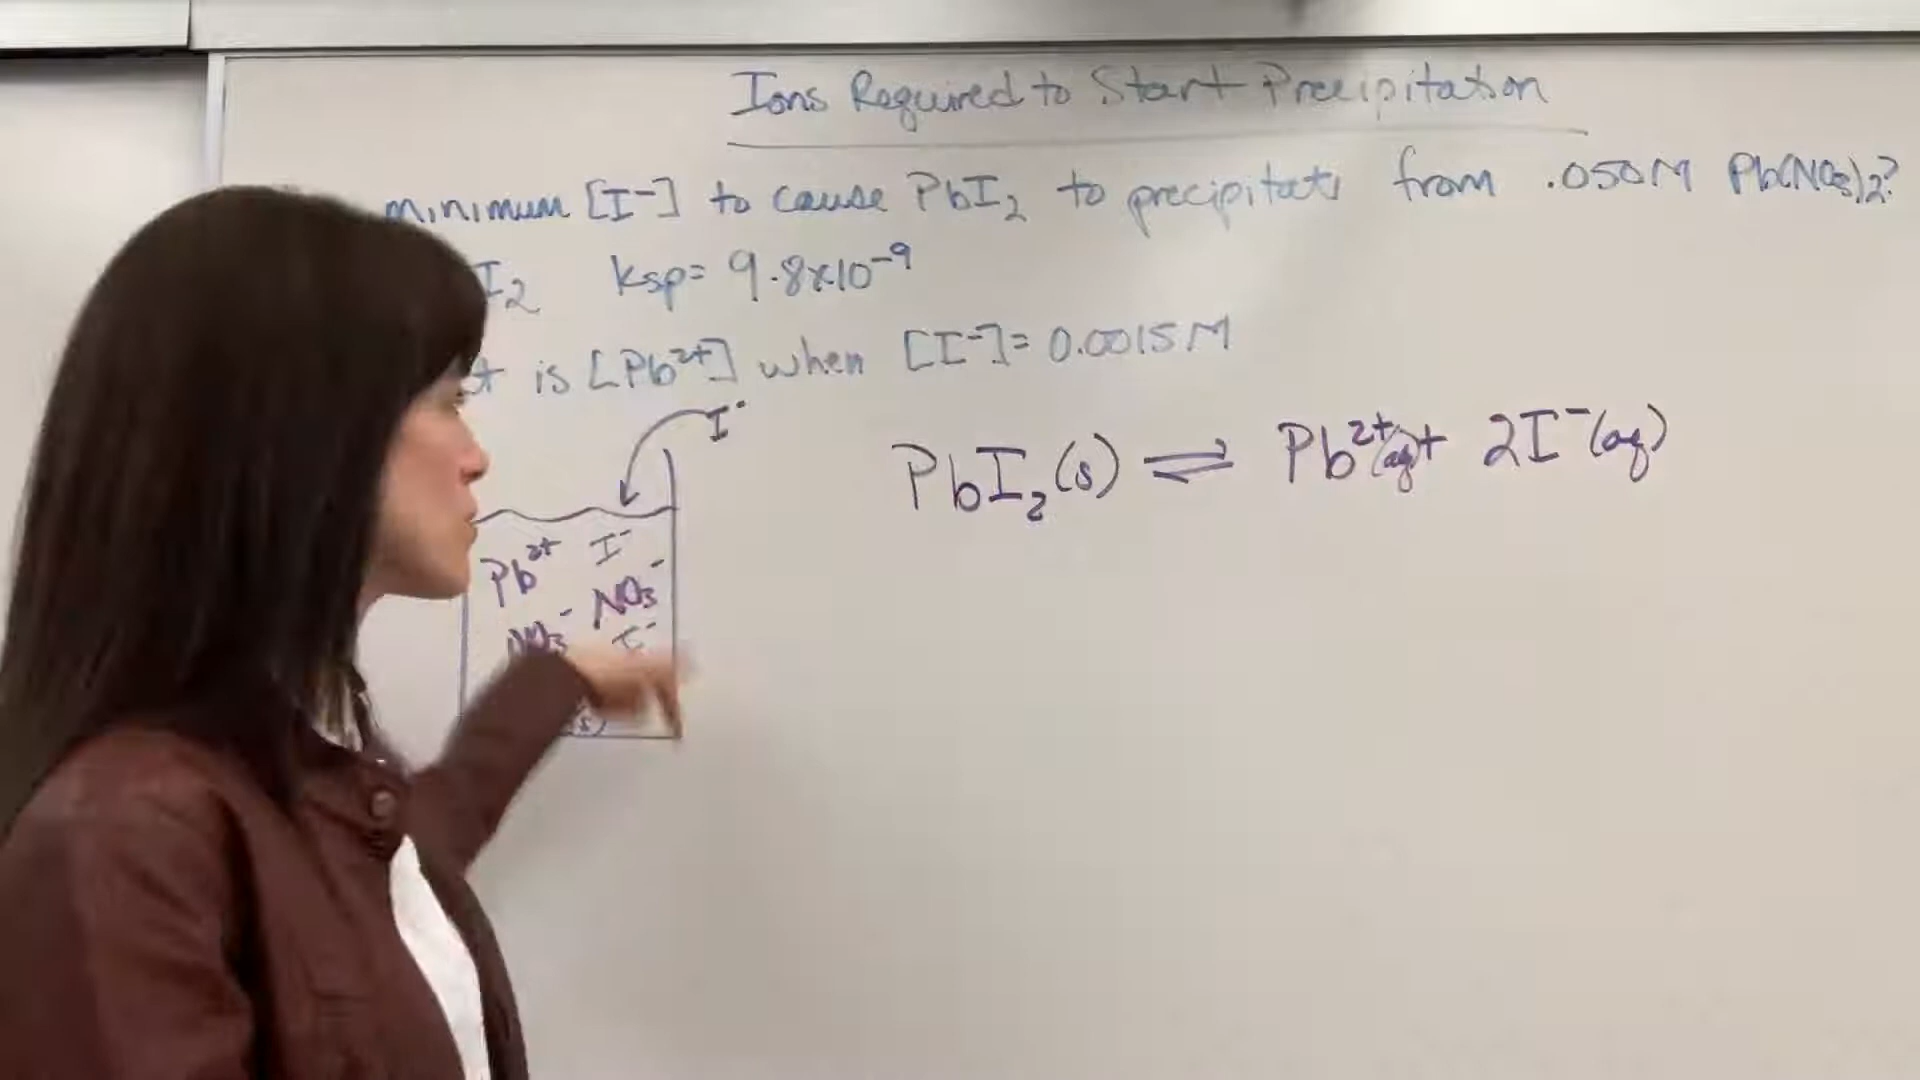 Ions Required to Start Precipitation
minimum [I⁻] to cause PbI₂ to precipitate from .050M Pb(NO₃)₂?
I₂ Ksp= 9.8x10⁻⁹
t is [Pb²⁺] when [I⁻]= 0.0015M
I⁻
PbI₂(s) ⇌ Pb²⁺(aq)+ 2I⁻(aq)
Pb²⁺ I⁻
NO₃⁻
NO₃⁻ I⁻
(s)